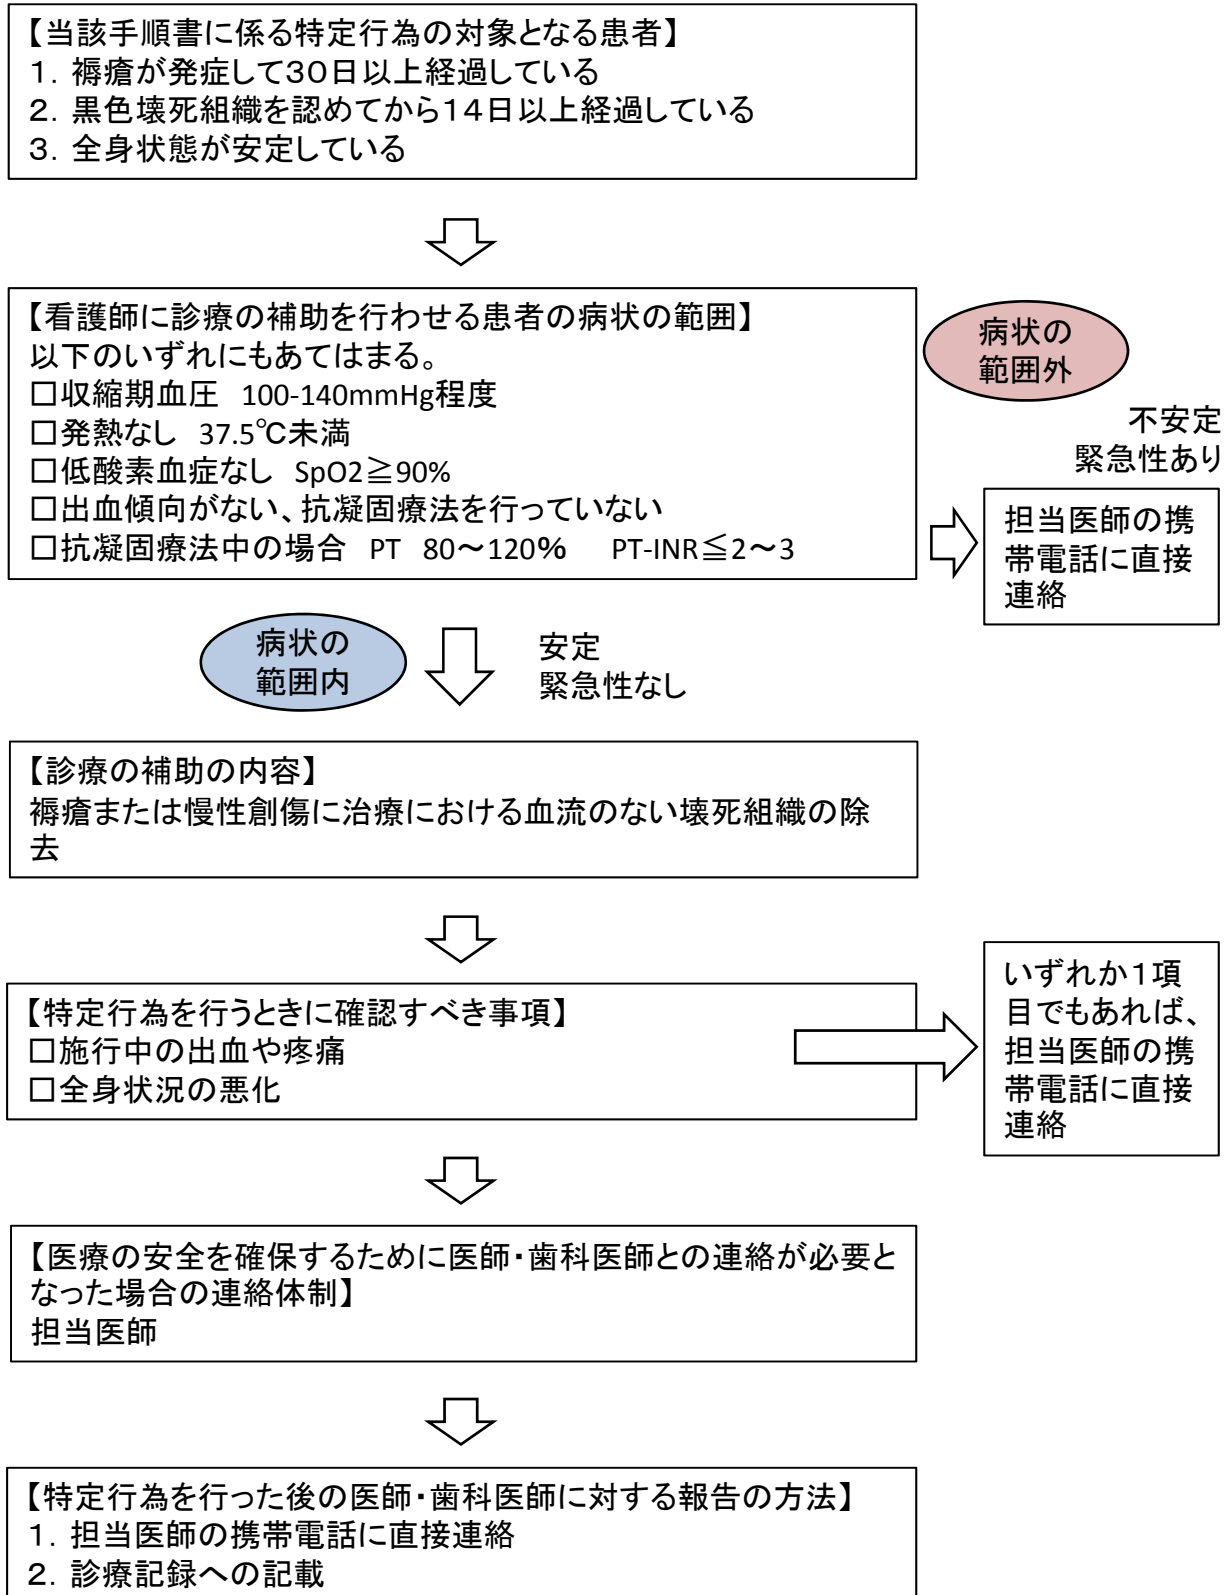 【当該手順書に係る特定行為の対象となる患者】
１．褥瘡が発症して３０日以上経過している
２．黒色壊死組織を認めてから１４日以上経過している
３．全身状態が安定している
【看護師に診療の補助を行わせる患者の病状の範囲】
以下のいずれにもあてはまる。
□収縮期血圧　100-140mmHg程度
□発熱なし　37.5℃未満
□低酸素血症なし　SpO2≧90%
□出血傾向がない、抗凝固療法を行っていない
□抗凝固療法中の場合　PT　80～120％　　PT-INR≦2～3
病状の
範囲外
不安定
緊急性あり
担当医師の携
帯電話に直接
連絡
病状の
範囲内
安定
緊急性なし
【診療の補助の内容】
褥瘡または慢性創傷に治療における血流のない壊死組織の除
去
【特定行為を行うときに確認すべき事項】
□施行中の出血や疼痛
□全身状況の悪化
いずれか１項
目でもあれば、
担当医師の携
帯電話に直接
連絡
【医療の安全を確保するために医師・歯科医師との連絡が必要と
なった場合の連絡体制】
担当医師
【特定行為を行った後の医師・歯科医師に対する報告の方法】
１．担当医師の携帯電話に直接連絡
２．診療記録への記載